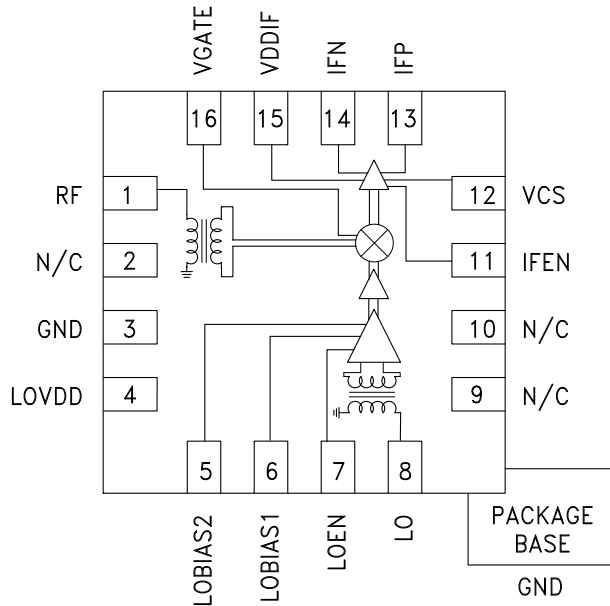 VGATE
VDDIF
IFN
IFP
16
15
14
13
RF
1
12
VCS
N/C
2
11
IFEN
GND
3
10
N/C
LOVDD
4
9
N/C
5
6
7
8
LOBIAS2
LOBIAS1
LOEN
LO
PACKAGE
BASE
GND